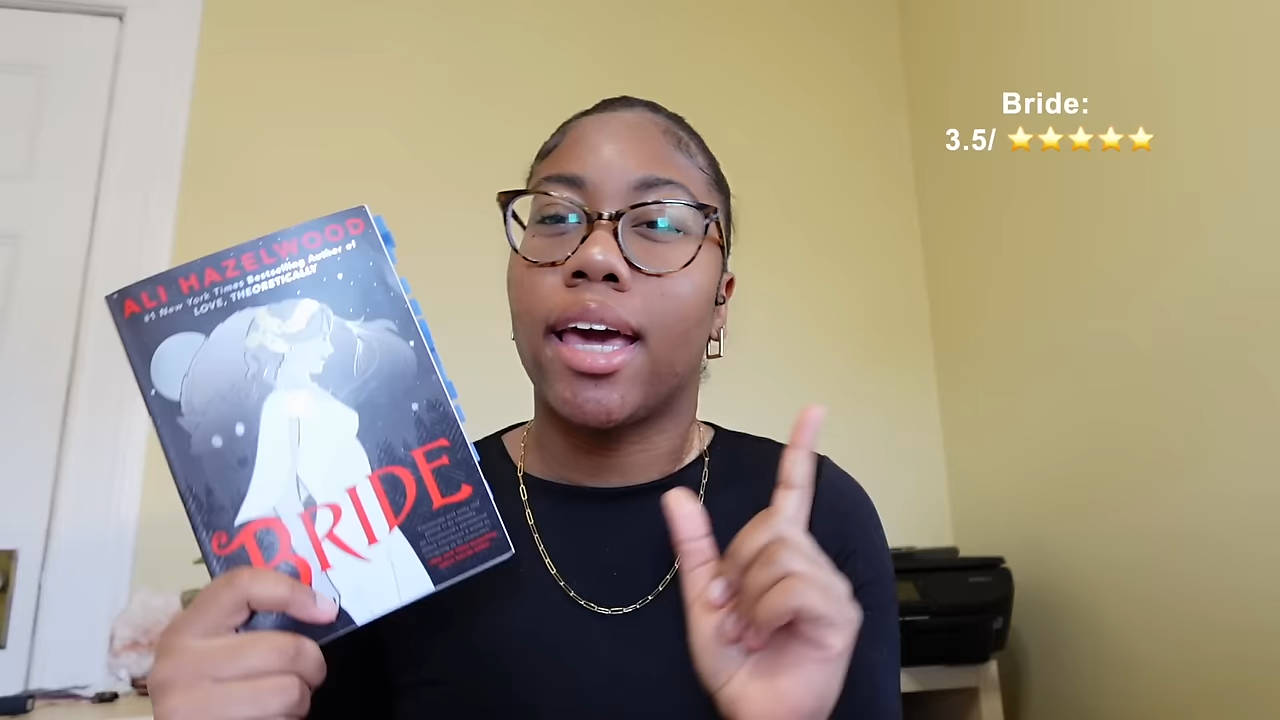 Bride:
3.5/ ⭐⭐⭐⭐⭐
ALI HAZELWOOD
#1 New York Times Bestselling Author of
LOVE, THEORETICALLY
BRIDE